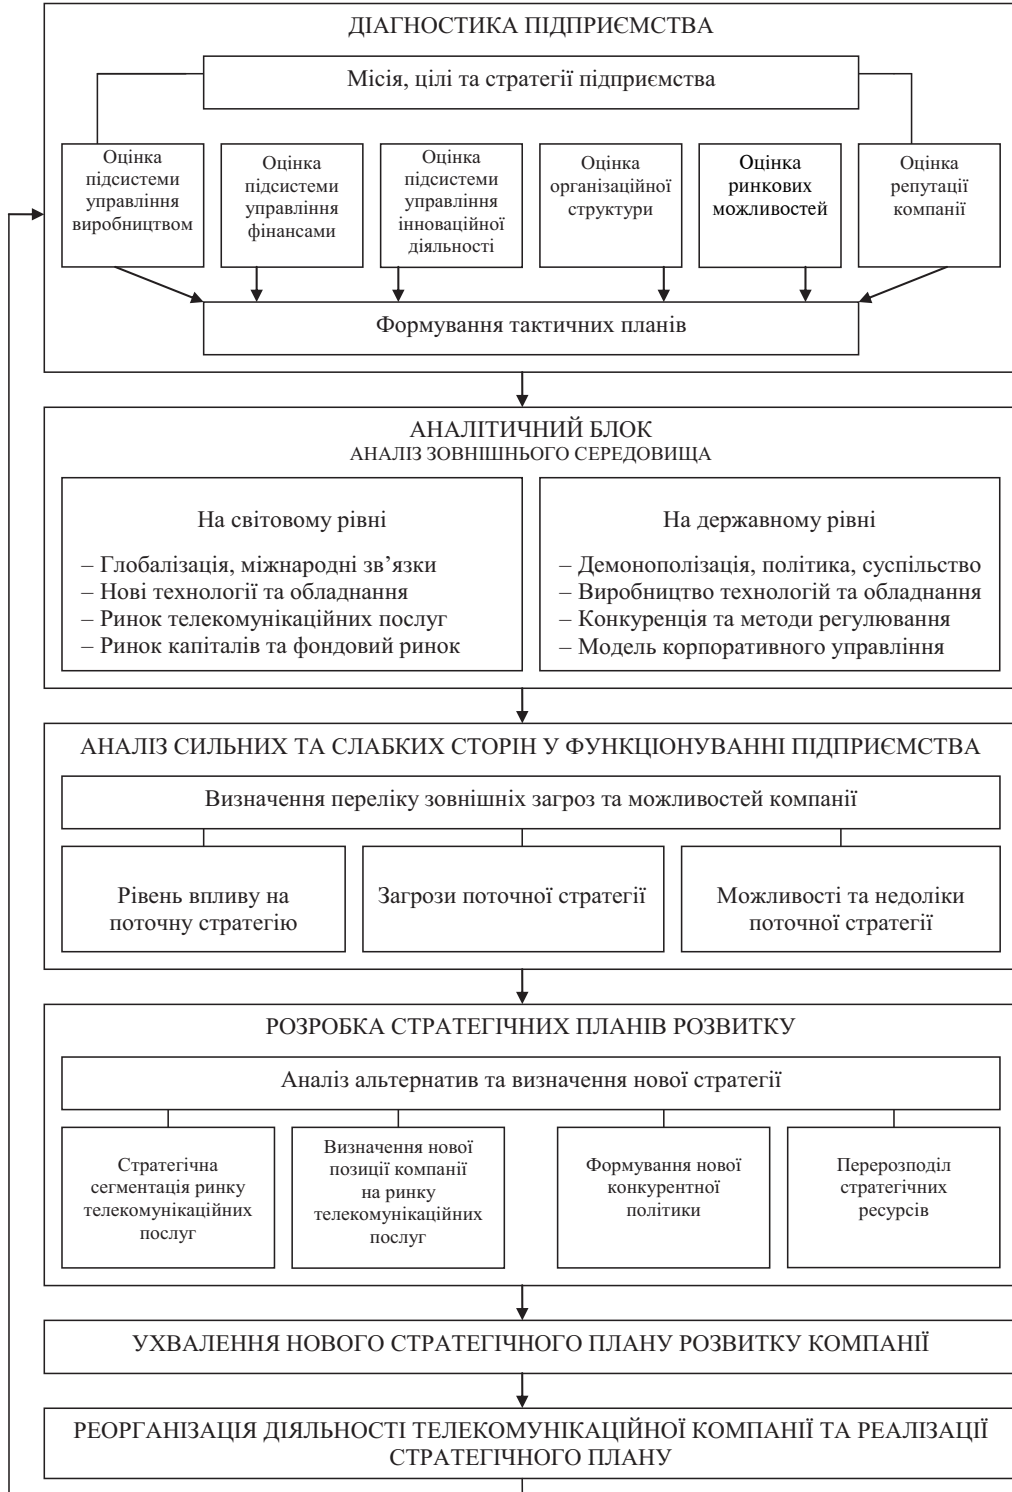 ДІАГНОСТИКА ПІДПРИЄМСТВА
Місія, цілі та стратегії підприємства
Оцінка
підсистеми
управління
виробництвом
Оцінка
підсистеми
управління
фінансами
Оцінка
підсистеми
управління
інноваційної
діяльності
Оцінка
організаційної
структури
Оцінка
ринкових
можливостей
Оцінка
репутації
компанії
Формування тактичних планів
АНАЛІТИЧНИЙ БЛОК
АНАЛІЗ ЗОВНІШНЬОГО СЕРЕДОВИЩА
На світовому рівні
– Глобалізація, міжнародні зв’язки
– Нові технології та обладнання
– Ринок телекомунікаційних послуг
– Ринок капіталів та фондовий ринок
На державному рівні
– Демонополізація, політика, суспільство
– Виробництво технологій та обладнання
– Конкуренція та методи регулювання
– Модель корпоративного управління
АНАЛІЗ СИЛЬНИХ ТА СЛАБКИХ СТОРІН У ФУНКЦІОНУВАННІ ПІДПРИЄМСТВА
Визначення переліку зовнішніх загроз та можливостей компанії
Рівень впливу на
поточну стратегію
Загрози поточної стратегії
Можливості та недоліки
поточної стратегії
РОЗРОБКА СТРАТЕГІЧНИХ ПЛАНІВ РОЗВИТКУ
Аналіз альтернатив та визначення нової стратегії
Стратегічна
сегментація ринку
телекомунікаційних
послуг
Визначення нової
позиції компанії
на ринку
телекомунікаційних
послуг
Формування нової
конкурентної
політики
Перерозподіл
стратегічних
ресурсів
УХВАЛЕННЯ НОВОГО СТРАТЕГІЧНОГО ПЛАНУ РОЗВИТКУ КОМПАНІЇ
РЕОРГАНІЗАЦІЯ ДІЯЛЬНОСТІ ТЕЛЕКОМУНІКАЦІЙНОЇ КОМПАНІЇ ТА РЕАЛІЗАЦІЇ
СТРАТЕГІЧНОГО ПЛАНУ